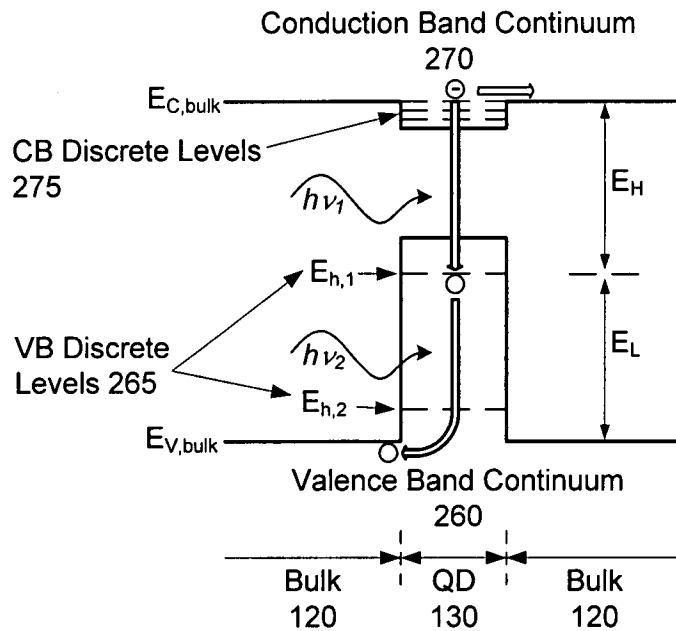 Conduction Band Continuum
270
E_C,bulk
CB Discrete Levels
275
hν₁
E_H
E_h,1
VB Discrete
Levels 265
hν₂
E_L
E_h,2
E_V,bulk
Valence Band Continuum
260
Bulk QD Bulk
120 130 120